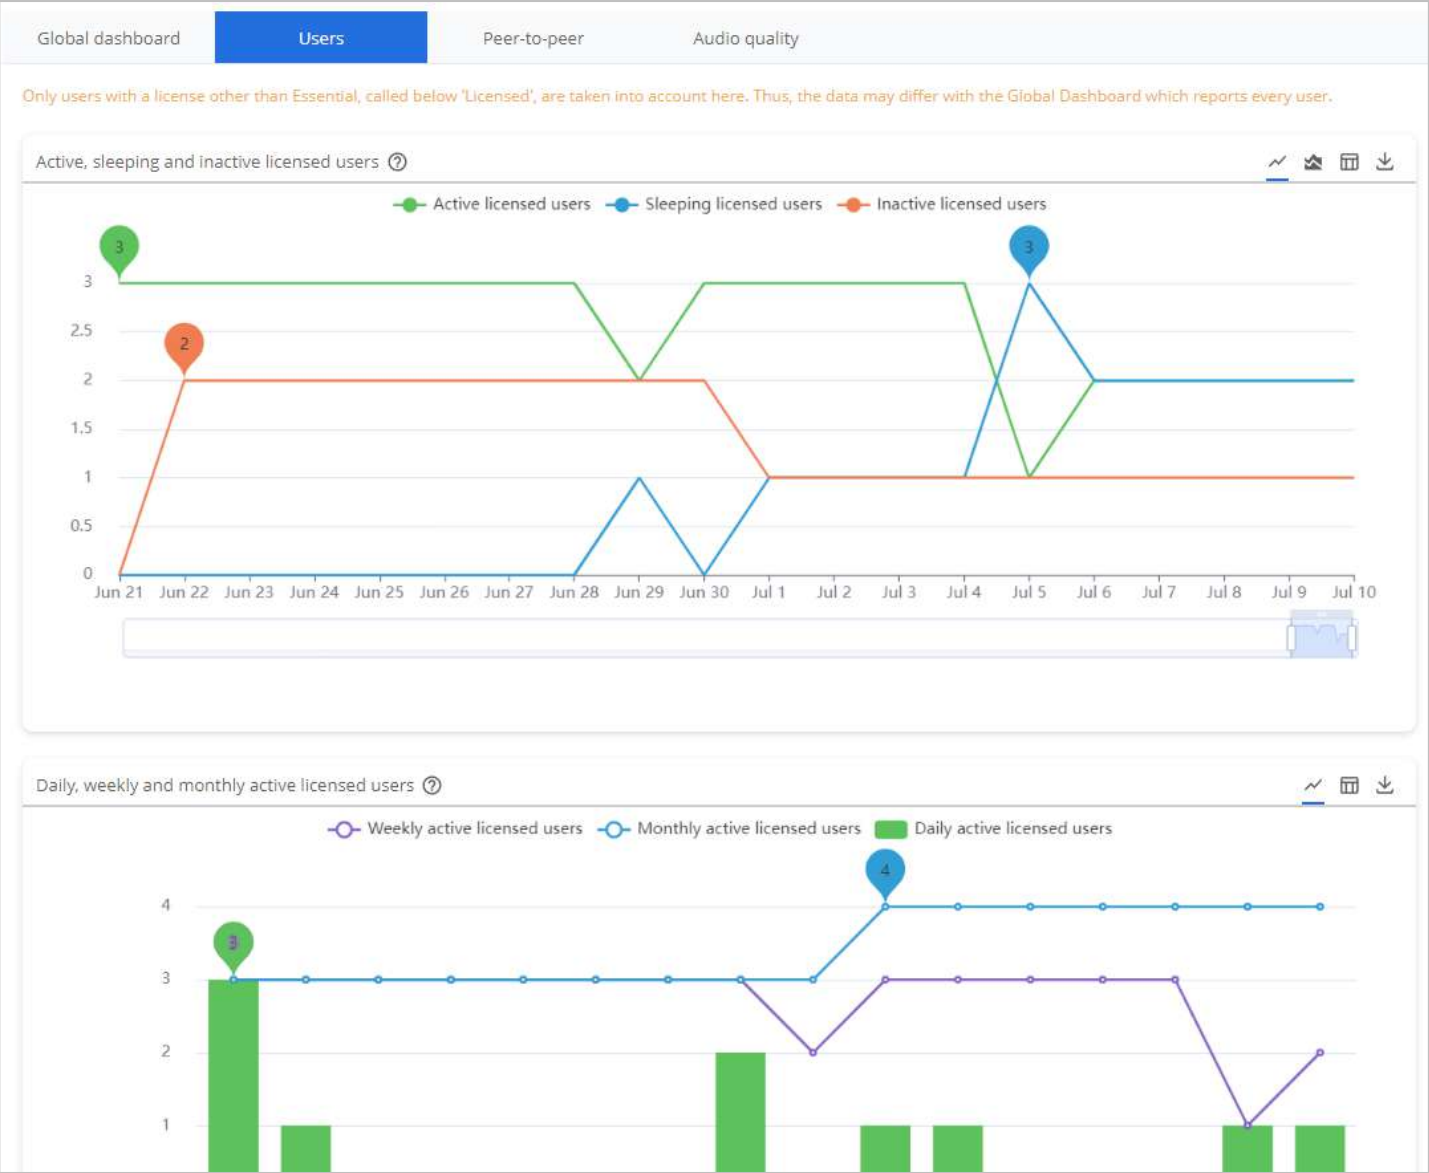 Global dashboard Users Peer-to-peer Audio quality
Only users with a license other than Essential, called below 'Licensed', are taken into account here. Thus, the data may differ with the Global Dashboard which reports every user.
Active, sleeping and inactive licensed users ?
Active licensed users Sleeping licensed users Inactive licensed users
3 3
3
2.5
2
2
1.5
1
0.5
0
Jun 21 Jun 22 Jun 23 Jun 24 Jun 25 Jun 26 Jun 27 Jun 28 Jun 29 Jun 30 Jul 1 Jul 2 Jul 3 Jul 4 Jul 5 Jul 6 Jul 7 Jul 8 Jul 9 Jul 10
Daily, weekly and monthly active licensed users ?
Weekly active licensed users Monthly active licensed users Daily active licensed users
4
4
3
3
2
1